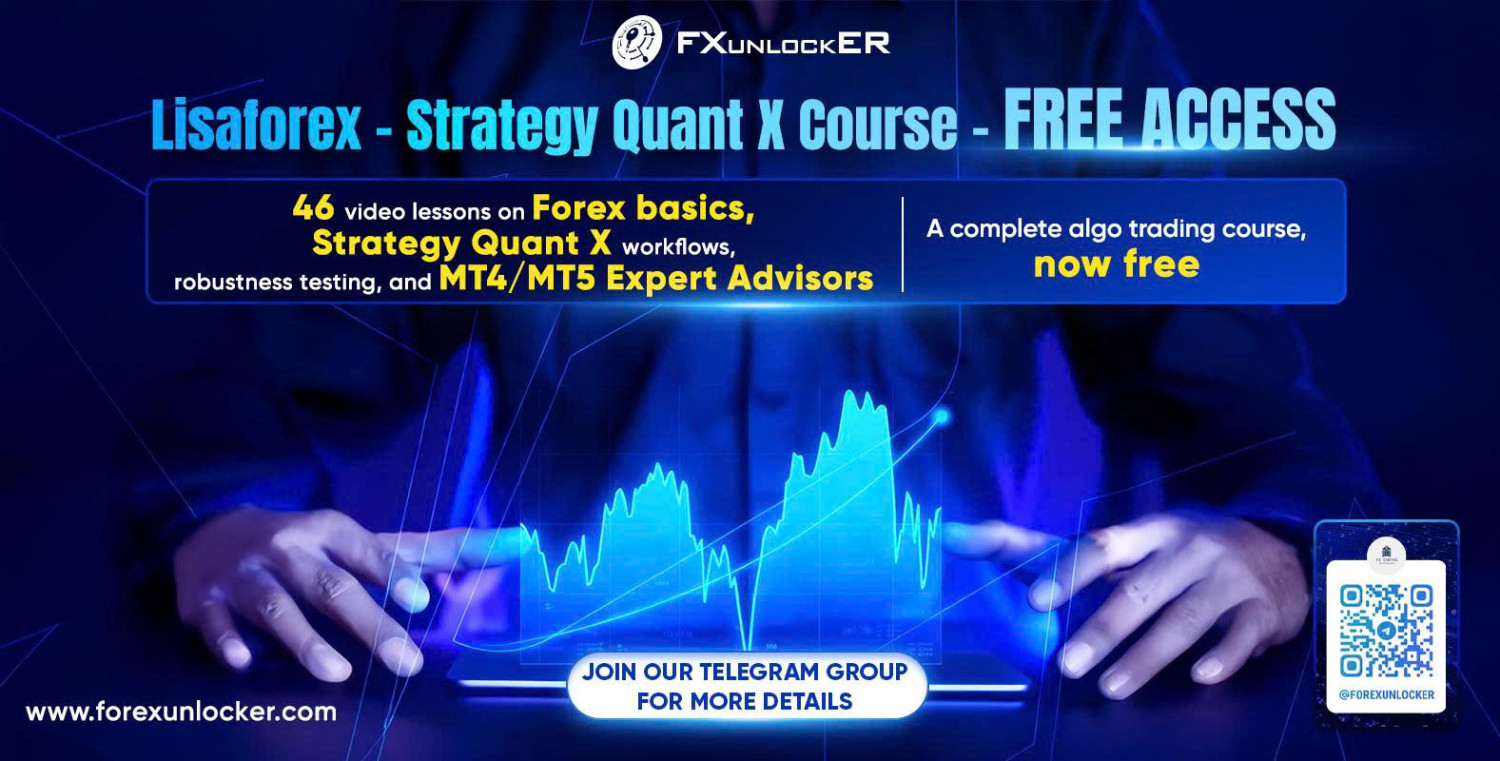 FXUNLOCKER
Lisaforex - Strategy Quant X Course - FREE ACCESS
46 video lessons on Forex basics,
Strategy Quant X workflows,
robustness testing, and MT4/MT5 Expert Advisors
A complete algo trading course,
now free
JOIN OUR TELEGRAM GROUP
FOR MORE DETAILS
www.forexunlocker.com
@FOREXUNLOCKER